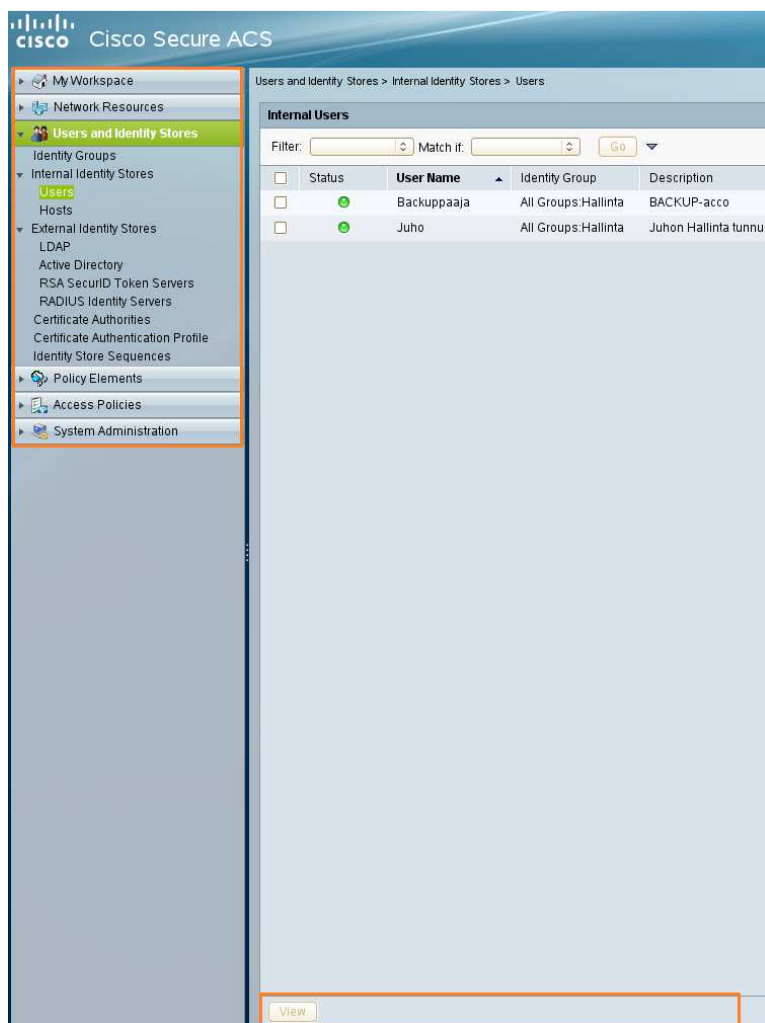 cisco Cisco Secure ACS
My Workspace
Network Resources
Users and Identity Stores
Identity Groups
Internal Identity Stores
Users
Hosts
External Identity Stores
LDAP
Active Directory
RSA SecurID Token Servers
RADIUS Identity Servers
Certificate Authorities
Certificate Authentication Profile
Identity Store Sequences
Policy Elements
Access Policies
System Administration
Users and Identity Stores > Internal Identity Stores > Users
Internal Users
Filter: Match if: Go
Status User Name Identity Group Description
Backuppaaja All Groups:Hallinta BACKUP-acco
Juho All Groups:Hallinta Juhon Hallinta tunnu
View